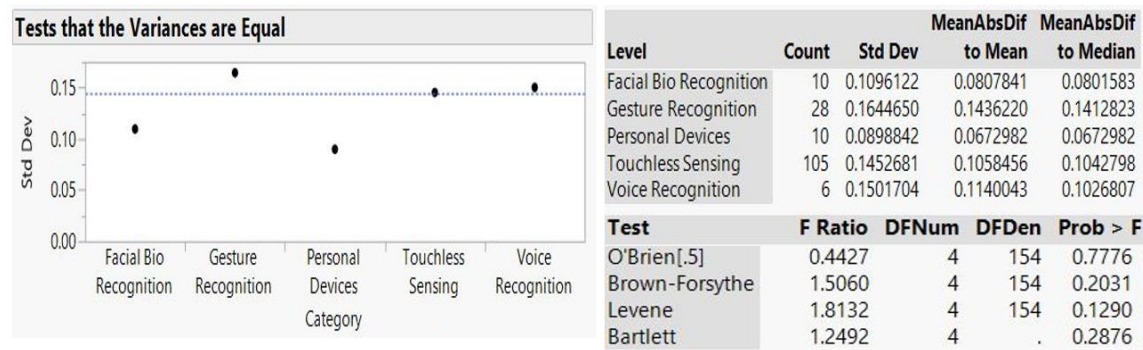 Tests that the Variances are Equal
Std Dev
0.15
0.10
0.05
0.00
Facial Bio Recognition
Gesture Recognition
Personal Devices
Touchless Sensing
Voice Recognition
Category
MeanAbsDif MeanAbsDif
Level Count Std Dev to Mean to Median
Facial Bio Recognition 10 0.1096122 0.0807841 0.0801583
Gesture Recognition 28 0.1644650 0.1436220 0.1412823
Personal Devices 10 0.0898842 0.0672982 0.0672982
Touchless Sensing 105 0.1452681 0.1058456 0.1042798
Voice Recognition 6 0.1501704 0.1140043 0.1026807
Test F Ratio DFNum DFDen Prob > F
O'Brien[.5] 0.4427 4 154 0.7776
Brown-Forsythe 1.5060 4 154 0.2031
Levene 1.8132 4 154 0.1290
Bartlett 1.2492 4 . 0.2876